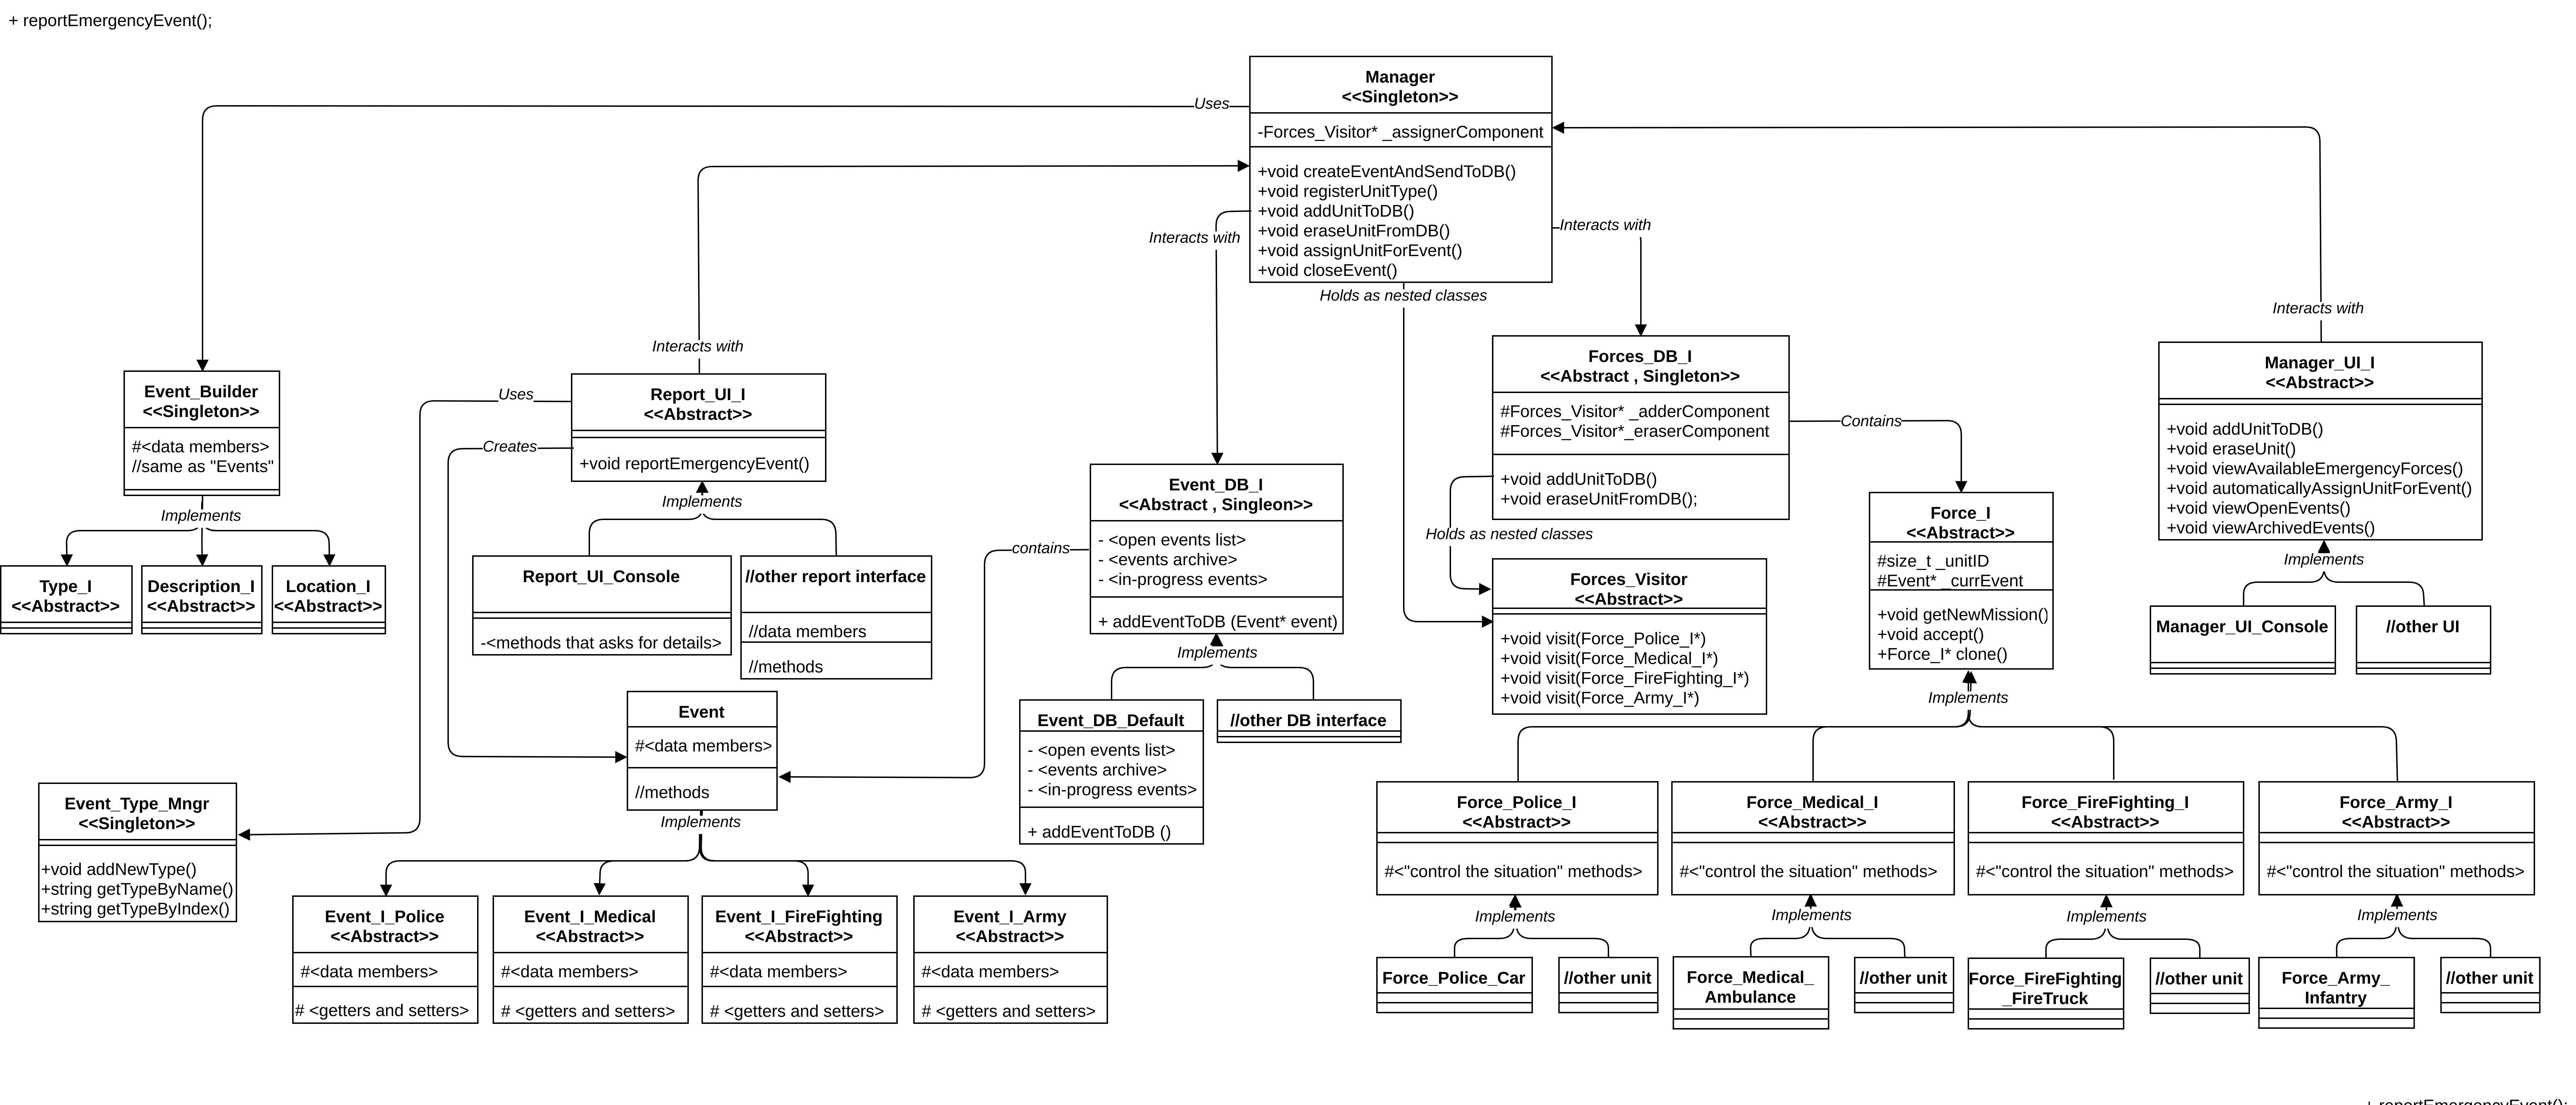 + reportEmergencyEvent();
Manager
<<Singleton>>
-Forces_Visitor* _assignerComponent
+void createEventAndSendToDB()
+void registerUnitType()
+void addUnitToDB()
+void eraseUnitFromDB()
+void assignUnitForEvent()
+void closeEvent()
Uses
Interacts with
Interacts with
Holds as nested classes
Interacts with
Interacts with
Event_Builder
<<Singleton>>
#<data members>
//same as "Events"
Implements
Type_I
<<Abstract>>
Description_I
<<Abstract>>
Location_I
<<Abstract>>
Uses
Creates
Report_UI_I
<<Abstract>>
+void reportEmergencyEvent()
Implements
Report_UI_Console
-<methods that asks for details>
//other report interface
//data members
//methods
Event_DB_I
<<Abstract , Singleon>>
- <open events list>
- <events archive>
- <in-progress events>
+ addEventToDB (Event* event)
contains
Implements
Event_DB_Default
- <open events list>
- <events archive>
- <in-progress events>
+ addEventToDB ()
//other DB interface
Forces_DB_I
<<Abstract , Singleton>>
#Forces_Visitor* _adderComponent
#Forces_Visitor*_eraserComponent
+void addUnitToDB()
+void eraseUnitFromDB();
Contains
Holds as nested classes
Forces_Visitor
<<Abstract>>
+void visit(Force_Police_I*)
+void visit(Force_Medical_I*)
+void visit(Force_FireFighting_I*)
+void visit(Force_Army_I*)
Force_I
<<Abstract>>
#size_t _unitID
#Event* _currEvent
+void getNewMission()
+void accept()
+Force_I* clone()
Implements
Manager_UI_I
<<Abstract>>
+void addUnitToDB()
+void eraseUnit()
+void viewAvailableEmergencyForces()
+void automaticallyAssignUnitForEvent()
+void viewOpenEvents()
+void viewArchivedEvents()
Implements
Manager_UI_Console
//other UI
Event
#<data members>
//methods
Implements
Event_Type_Mngr
<<Singleton>>
+void addNewType()
+string getTypeByName()
+string getTypeByIndex()
Event_I_Police
<<Abstract>>
#<data members>
# <getters and setters>
Event_I_Medical
<<Abstract>>
#<data members>
# <getters and setters>
Event_I_FireFighting
<<Abstract>>
#<data members>
# <getters and setters>
Event_I_Army
<<Abstract>>
#<data members>
# <getters and setters>
Force_Police_I
<<Abstract>>
#<"control the situation" methods>
Force_Medical_I
<<Abstract>>
#<"control the situation" methods>
Force_FireFighting_I
<<Abstract>>
#<"control the situation" methods>
Force_Army_I
<<Abstract>>
#<"control the situation" methods>
Implements
Implements
Implements
Implements
Force_Police_Car
//other unit
Force_Medical_
Ambulance
//other unit
Force_FireFighting
_FireTruck
//other unit
Force_Army_
Infantry
//other unit
+ reportEmergencyEvent();